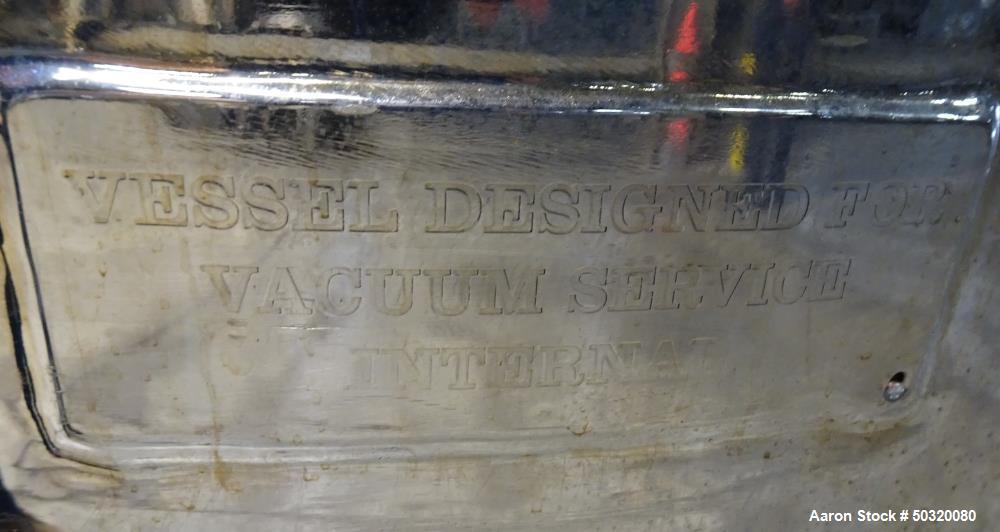 VESSEL DESIGNED FOR
VACUUM SERVICE
INTERNAL
Aaron Stock # 50320080